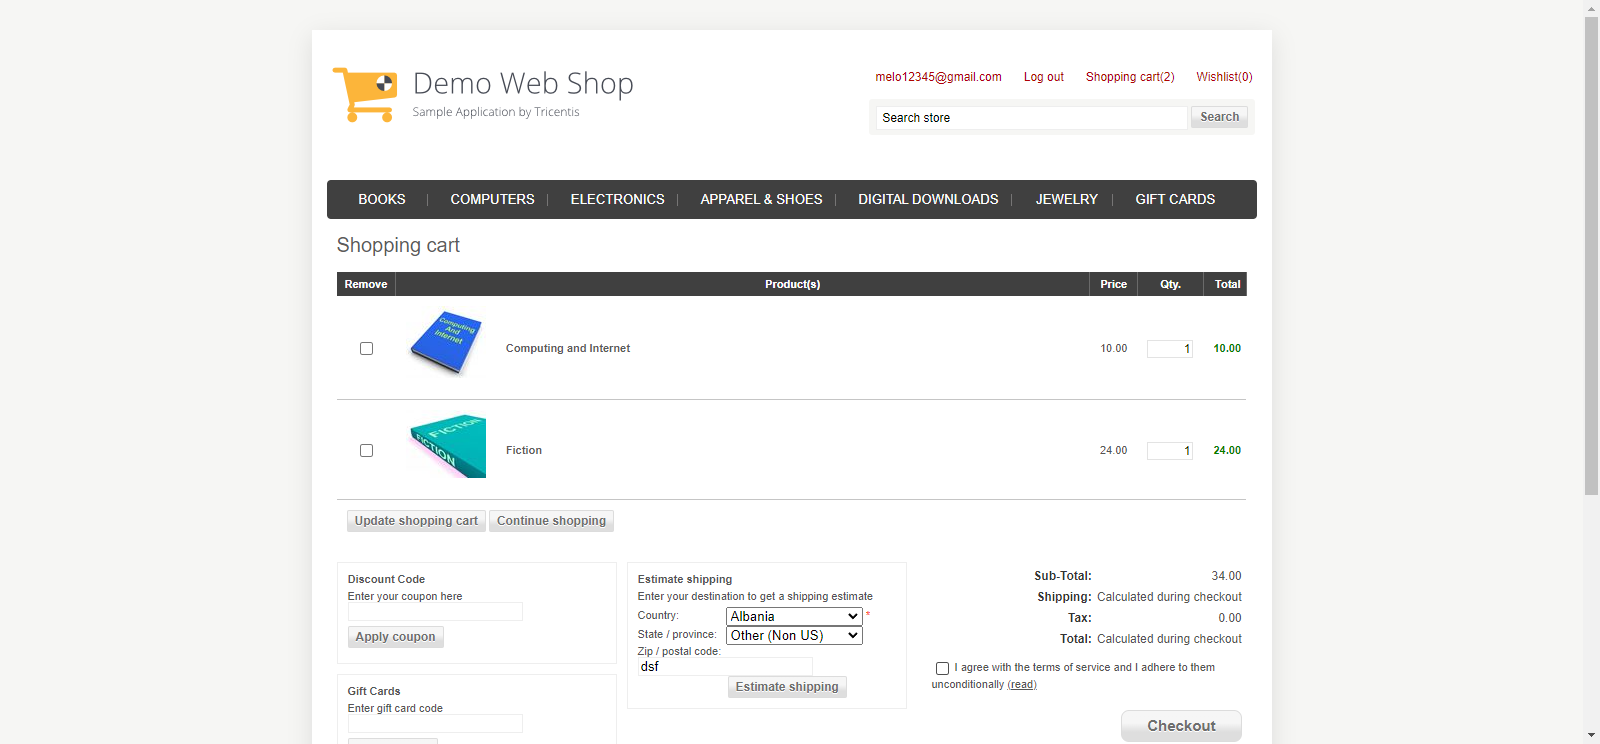 Demo Web Shop
Sample Application by Tricentis
melo12345@gmail.com Log out Shopping cart(2) Wishlist(0)
Search store Search
BOOKS COMPUTERS ELECTRONICS APPAREL & SHOES DIGITAL DOWNLOADS JEWELRY GIFT CARDS
Shopping cart
Remove Product(s) Price Qty. Total
Computing
And
Internet
Computing and Internet 10.00 1 10.00
FICTION
FICTION
Fiction 24.00 1 24.00
Update shopping cart Continue shopping
Discount Code
Enter your coupon here
Apply coupon
Gift Cards
Enter gift card code
Estimate shipping
Enter your destination to get a shipping estimate
Country: Albania *
State / province: Other (Non US)
Zip / postal code:
dsf
Estimate shipping
Sub-Total: 34.00
Shipping: Calculated during checkout
Tax: 0.00
Total: Calculated during checkout
I agree with the terms of service and I adhere to them
unconditionally (read)
Checkout